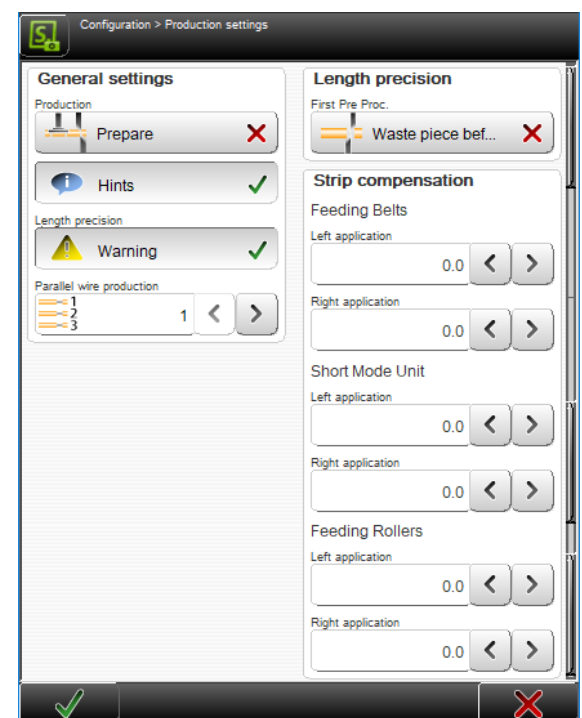 Configuration > Production settings
General settings
Production
Prepare
Hints
Length precision
Warning
Parallel wire production
1
2
3
1
Length precision
First Pre Proc.
Waste piece bef...
Strip compensation
Feeding Belts
Left application
0.0
Right application
0.0
Short Mode Unit
Left application
0.0
Right application
0.0
Feeding Rollers
Left application
0.0
Right application
0.0